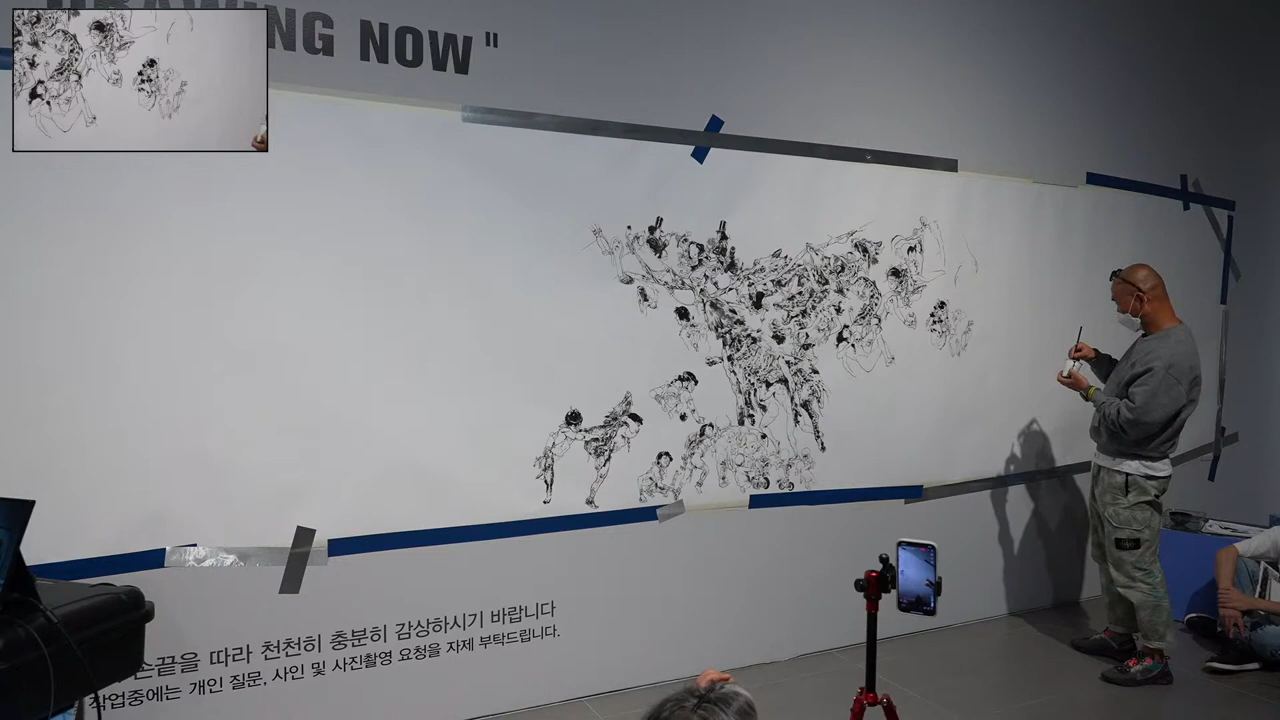 DRAWING NOW"
손끝을 따라 천천히 충분히 감상하시기 바랍니다
작업중에는 개인 질문, 사인 및 사진촬영 요청을 자제 부탁드립니다.